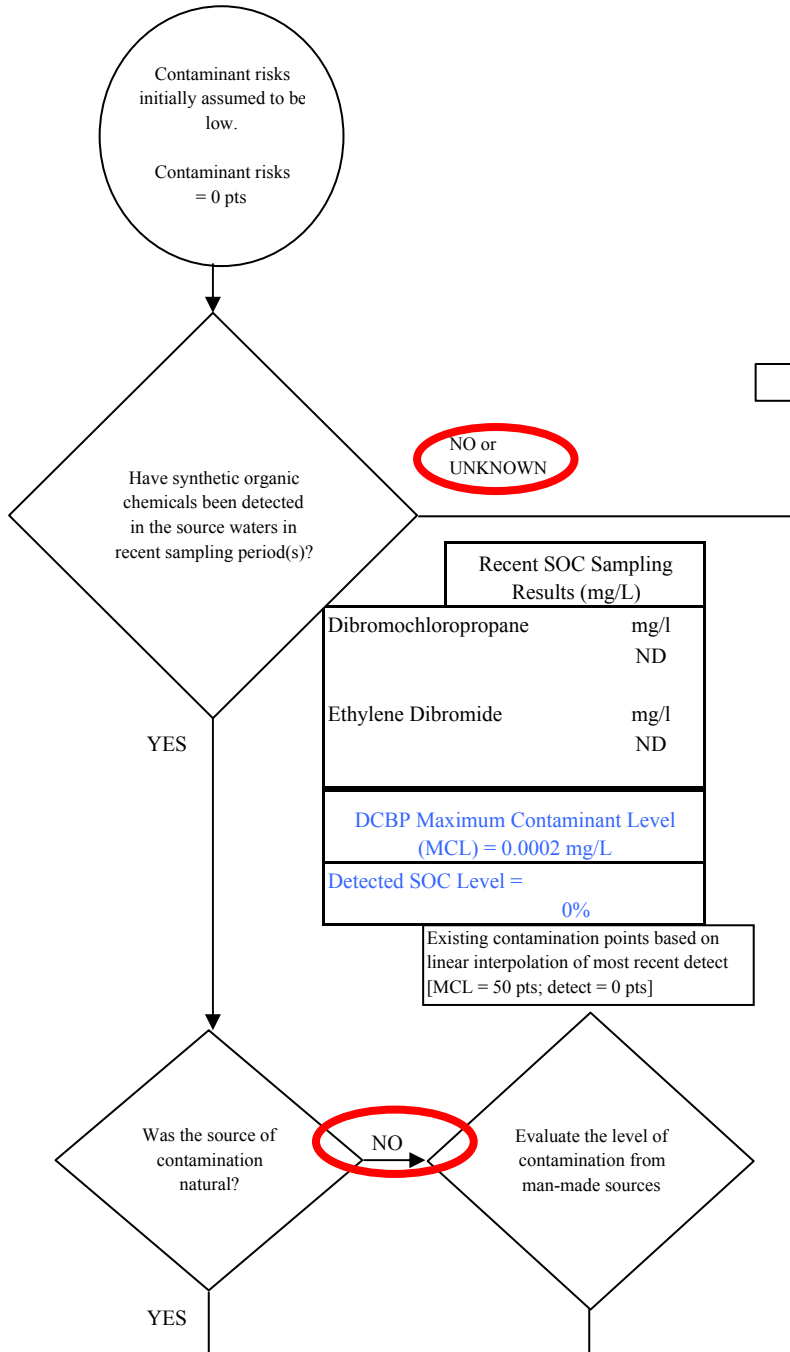 Contaminant risks
initially assumed to be
low.
Contaminant risks
= 0 pts
NO or
UNKNOWN
Have synthetic organic
chemicals been detected
in the source waters in
recent sampling period(s)?
Recent SOC Sampling
Results (mg/L)
Dibromochloropropane mg/l
ND
Ethylene Dibromide mg/l
ND
YES
DCBP Maximum Contaminant Level
(MCL) = 0.0002 mg/L
Detected SOC Level =
0%
Existing contamination points based on
linear interpolation of most recent detect
[MCL = 50 pts; detect = 0 pts]
Was the source of
contamination
natural?
NO
Evaluate the level of
contamination from
man-made sources
YES